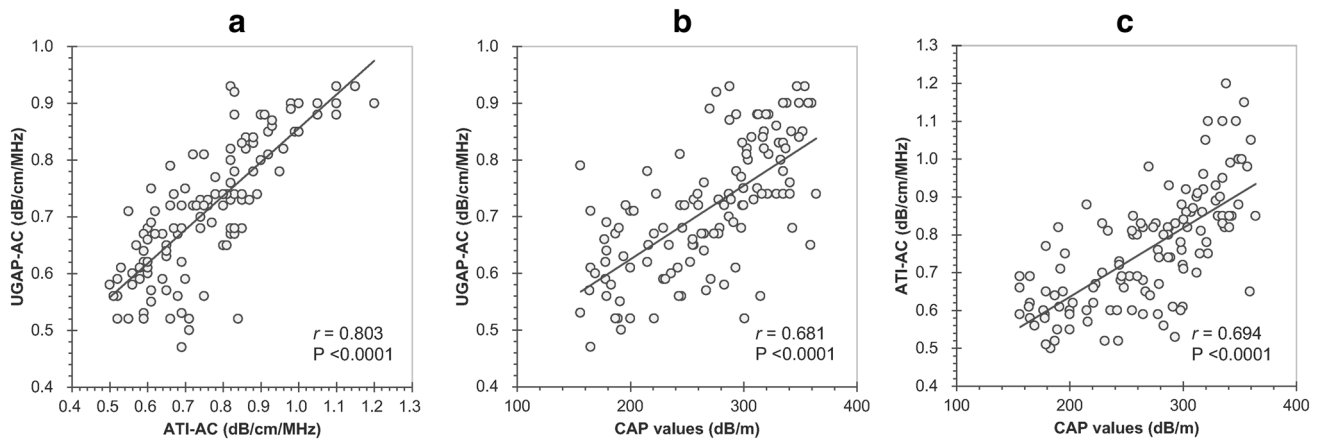 a
UGAP-AC (dB/cm/MHz)
1.0
0.9
0.8
0.7
0.6
0.5
0.4
0.4 0.5 0.6 0.7 0.8 0.9 1.0 1.1 1.2 1.3
ATI-AC (dB/cm/MHz)
r = 0.803
P <0.0001
b
UGAP-AC (dB/cm/MHz)
1.0
0.9
0.8
0.7
0.6
0.5
0.4
100 200 300 400
CAP values (dB/m)
r = 0.681
P <0.0001
c
ATI-AC (dB/cm/MHz)
1.3
1.2
1.1
1.0
0.9
0.8
0.7
0.6
0.5
0.4
100 200 300 400
CAP values (dB/m)
r = 0.694
P <0.0001